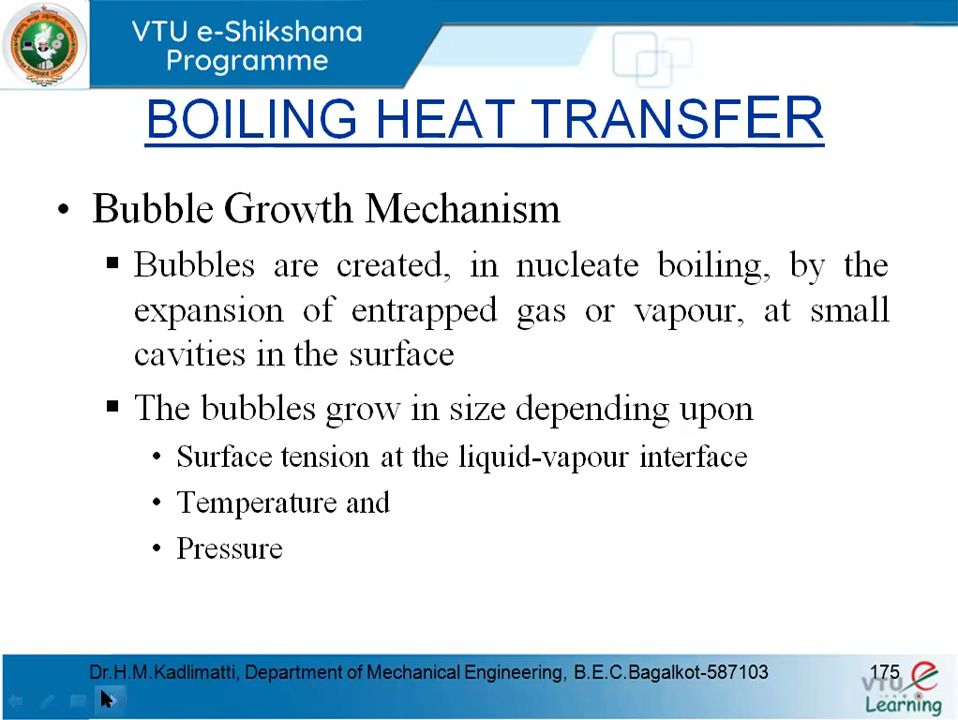 VTU e-Shikshana
Programme
BOILING HEAT TRANSFER
• Bubble Growth Mechanism
▪ Bubbles are created, in nucleate boiling, by the
expansion of entrapped gas or vapour, at small
cavities in the surface
▪ The bubbles grow in size depending upon
• Surface tension at the liquid-vapour interface
• Temperature and
• Pressure
Dr.H.M.Kadlimatti, Department of Mechanical Engineering, B.E.C.Bagalkot-587103
175
VTU e
Learning